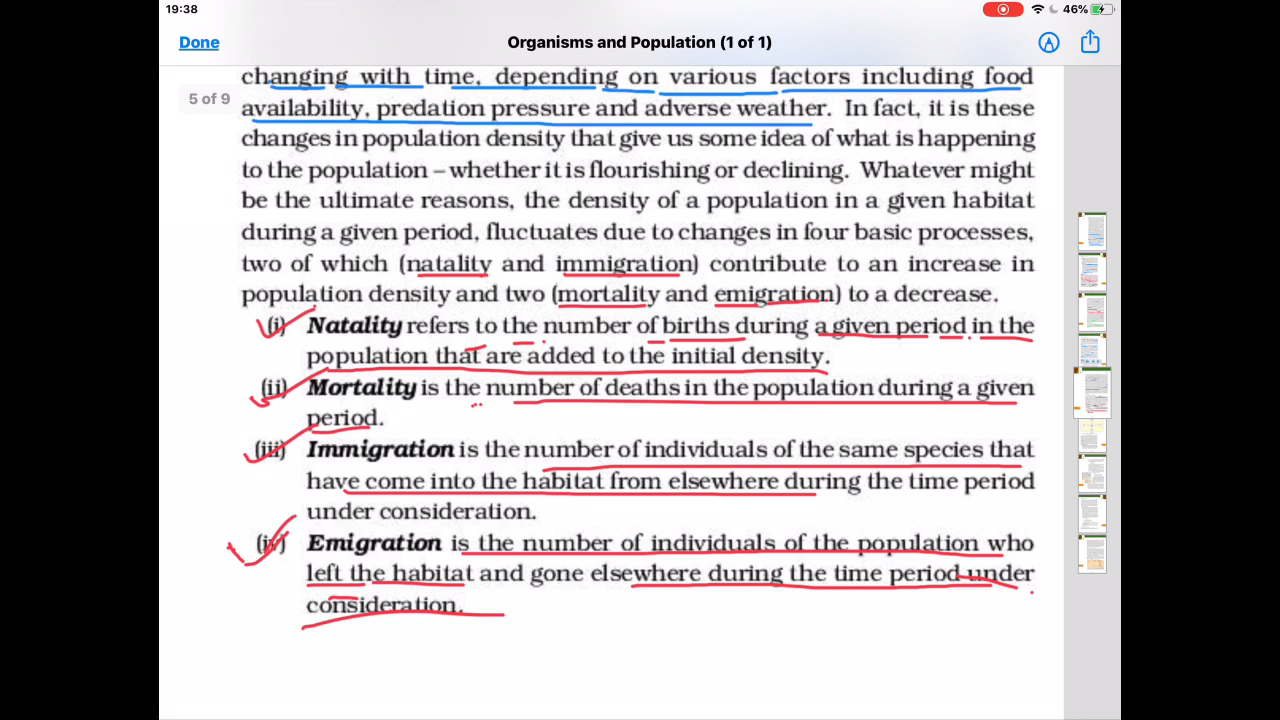 19:38
46%
Done
Organisms and Population (1 of 1)
5 of 9
changing with time, depending on various factors including food
availability, predation pressure and adverse weather. In fact, it is these
changes in population density that give us some idea of what is happening
to the population – whether it is flourishing or declining. Whatever might
be the ultimate reasons, the density of a population in a given habitat
during a given period, fluctuates due to changes in four basic processes,
two of which (natality and immigration) contribute to an increase in
population density and two (mortality and emigration) to a decrease.
(i) Natality refers to the number of births during a given period in the
population that are added to the initial density.
(ii) Mortality is the number of deaths in the population during a given
period.
(iii) Immigration is the number of individuals of the same species that
have come into the habitat from elsewhere during the time period
under consideration.
(iv) Emigration is the number of individuals of the population who
left the habitat and gone elsewhere during the time period under
consideration.